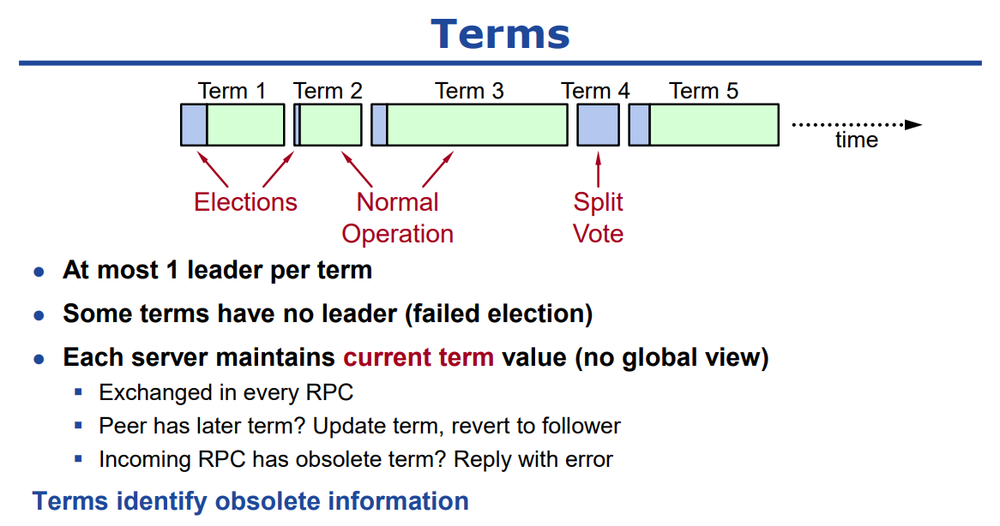 Terms
Term 1 Term 2 Term 3 Term 4 Term 5
time
Elections Normal Split
Operation Vote
At most 1 leader per term
Some terms have no leader (failed election)
Each server maintains current term value (no global view)
Exchanged in every RPC
Peer has later term? Update term, revert to follower
Incoming RPC has obsolete term? Reply with error
Terms identify obsolete information